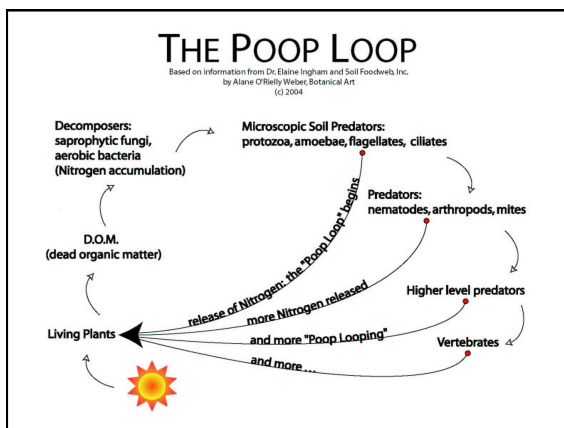 THE POOP LOOP
Based on information from Dr. Elaine Ingham and Soil Foodweb, Inc.
by Alane O'Rielly Weber, Botanical Art
(c) 2004
Decomposers:
saprophytic fungi,
aerobic bacteria
(Nitrogen accumulation)
Microscopic Soil Predators:
protozoa, amoebae, flagellates, ciliates
Predators:
nematodes, arthropods, mites
D.O.M.
(dead organic matter)
release of Nitrogen: the "Poop Loop" begins
more Nitrogen released
Higher level predators
Living Plants
and more "Poop Looping"
Vertebrates
and more ...